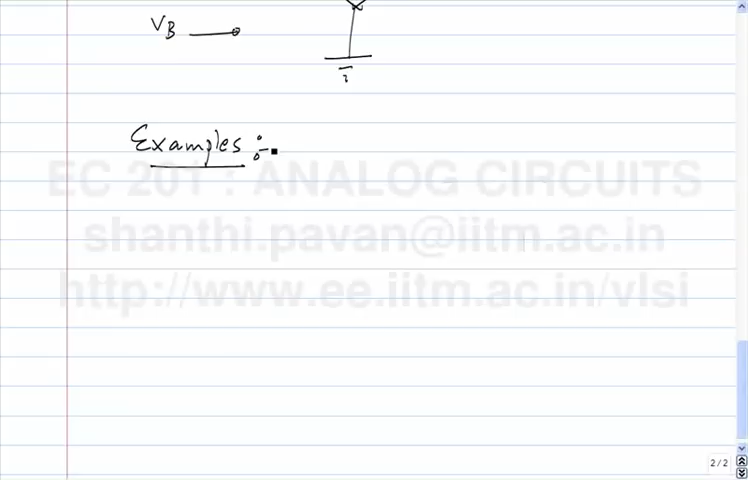 VB
Examples :-
EC 201 : ANALOG CIRCUITS
shanthi.pavan@iitm.ac.in
http://www.ee.iitm.ac.in/vlsi
2 / 2